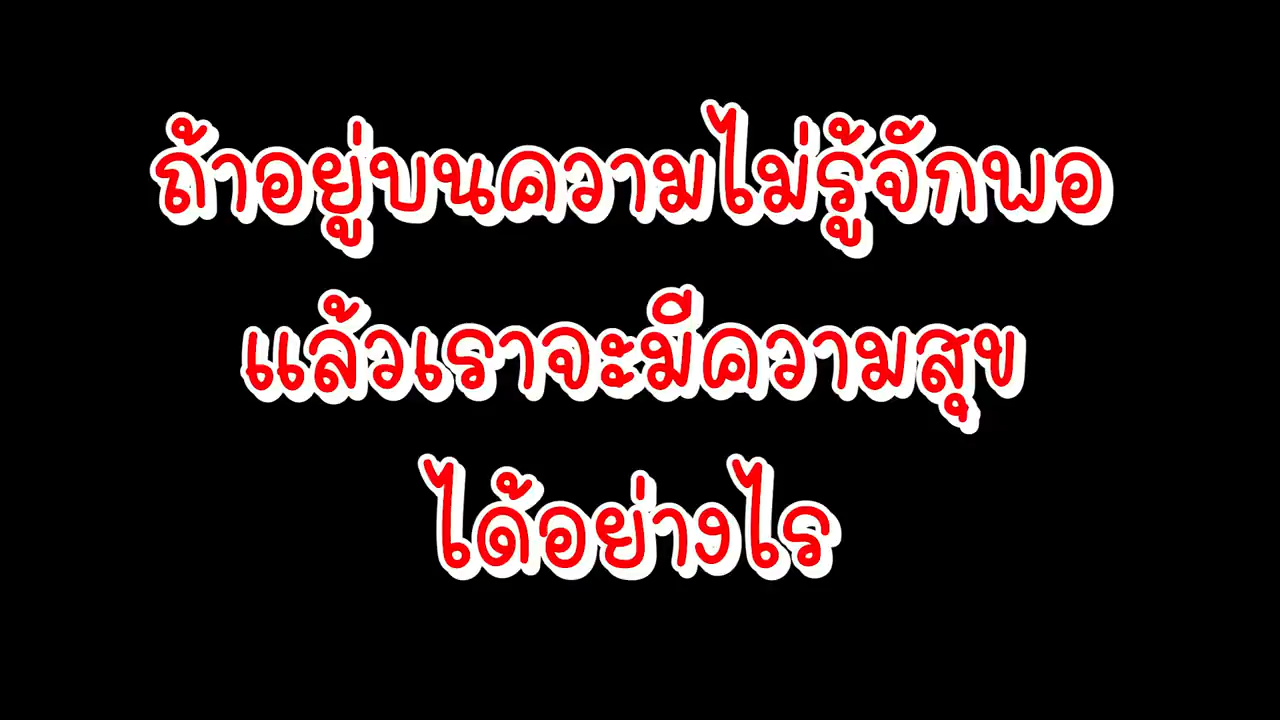 ถ้าอยู่บนความไม่รู้จักพอ
แล้วเราจะมีความสุข
ได้อย่างไร